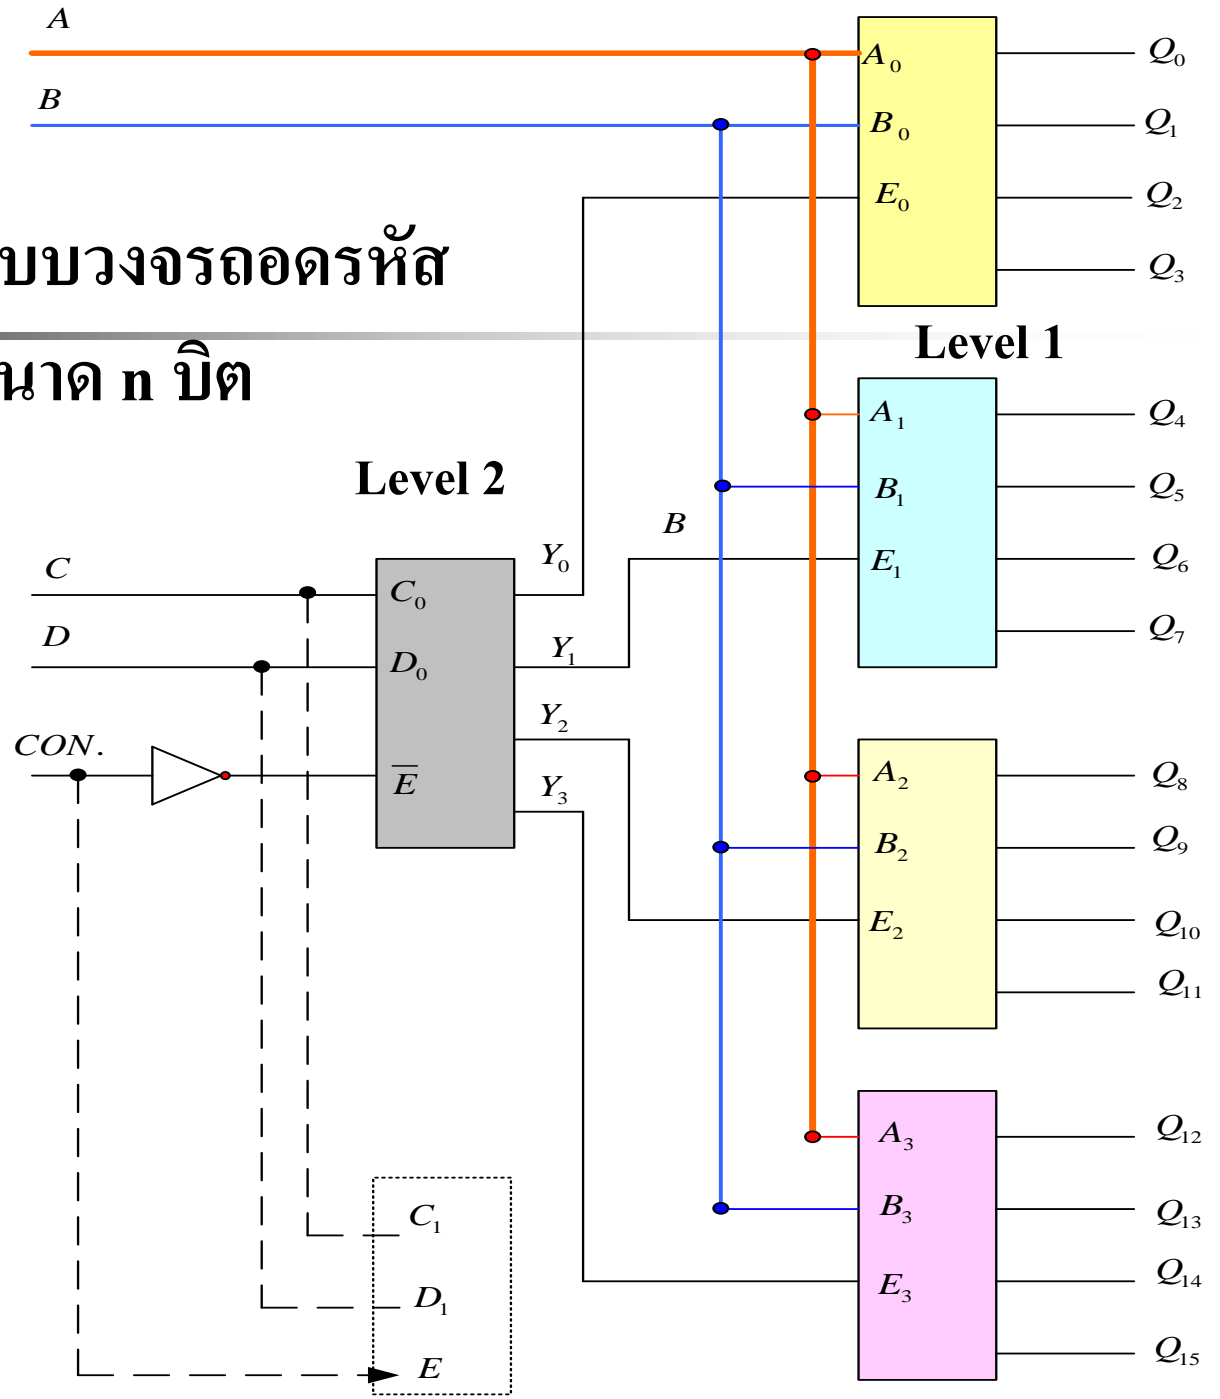 A
B
A₀
B₀
E₀
Q₀
Q₁
Q₂
Q₃
บบวงจรถอดรหัส
นาด n บิต
Level 1
A₁
B₁
E₁
Q₄
Q₅
Q₆
Q₇
Level 2
B
C
D
CON.
C₀
D₀
E̅
Y₀
Y₁
Y₂
Y₃
A₂
B₂
E₂
Q₈
Q₉
Q₁₀
Q₁₁
A₃
B₃
E₃
Q₁₂
Q₁₃
Q₁₄
Q₁₅
C₁
D₁
E